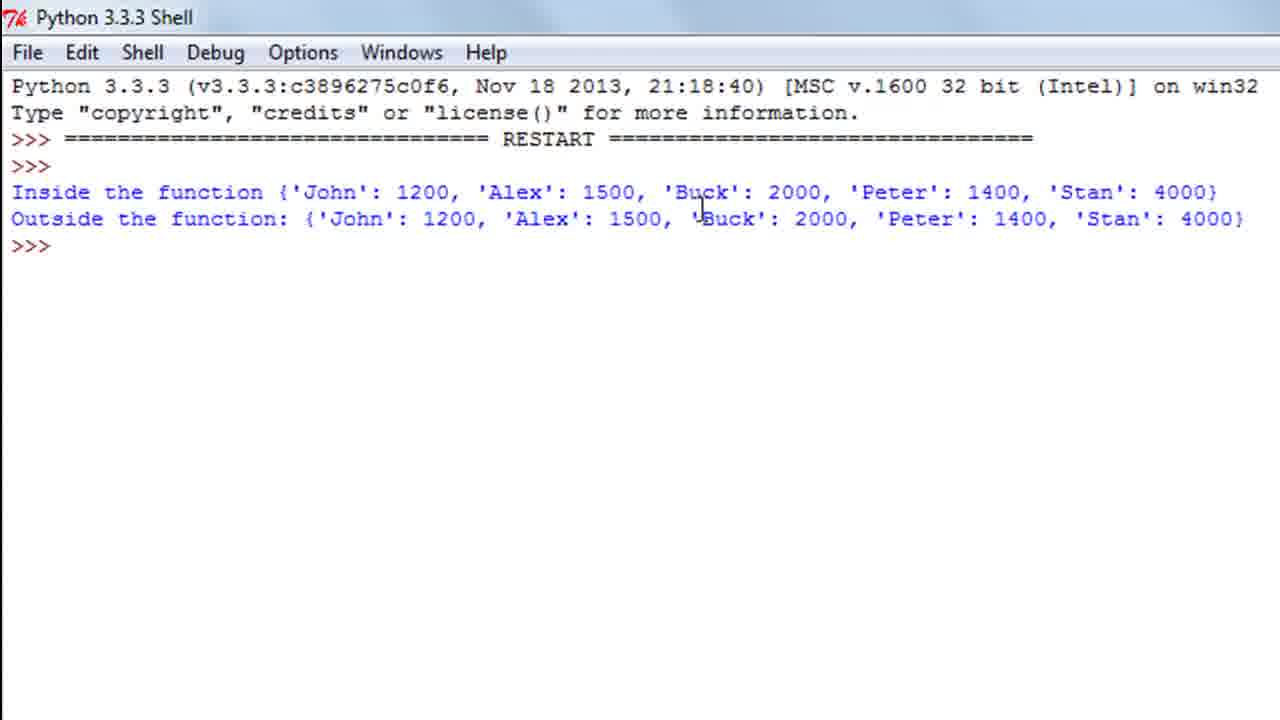 Python 3.3.3 Shell
File Edit Shell Debug Options Windows Help
Python 3.3.3 (v3.3.3:c3896275c0f6, Nov 18 2013, 21:18:40) [MSC v.1600 32 bit (Intel)] on win32
Type "copyright", "credits" or "license()" for more information.
>>> ================================ RESTART ================================
>>>
Inside the function {'John': 1200, 'Alex': 1500, 'Buck': 2000, 'Peter': 1400, 'Stan': 4000}
Outside the function: {'John': 1200, 'Alex': 1500, 'Buck': 2000, 'Peter': 1400, 'Stan': 4000}
>>>